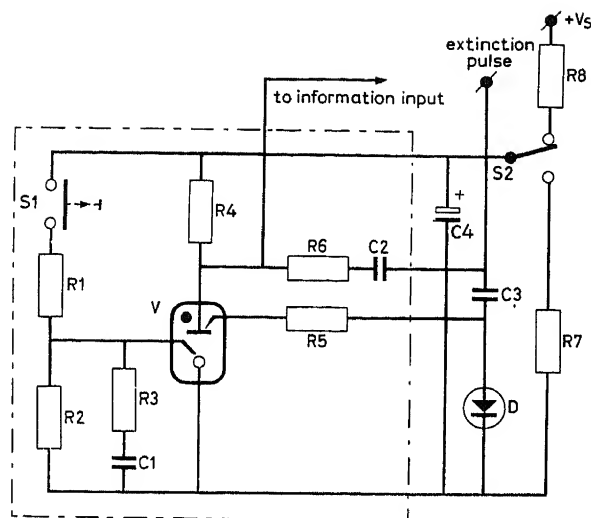 +Vs
extinction
pulse
R8
to information input
S2
S1
R4
+
C4
R6
C2
R1
V
C3
R5
R7
R2
R3
D
C1